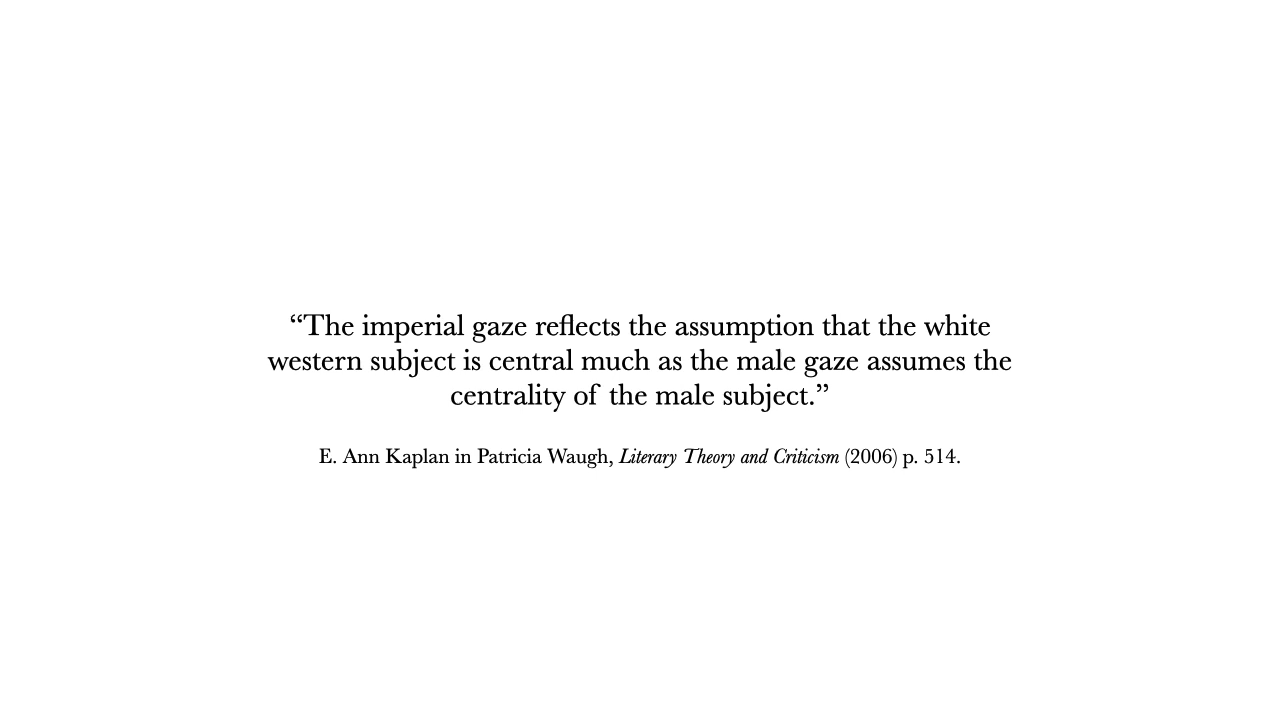 “The imperial gaze reflects the assumption that the white
western subject is central much as the male gaze assumes the
centrality of the male subject.”
E. Ann Kaplan in Patricia Waugh, Literary Theory and Criticism (2006) p. 514.